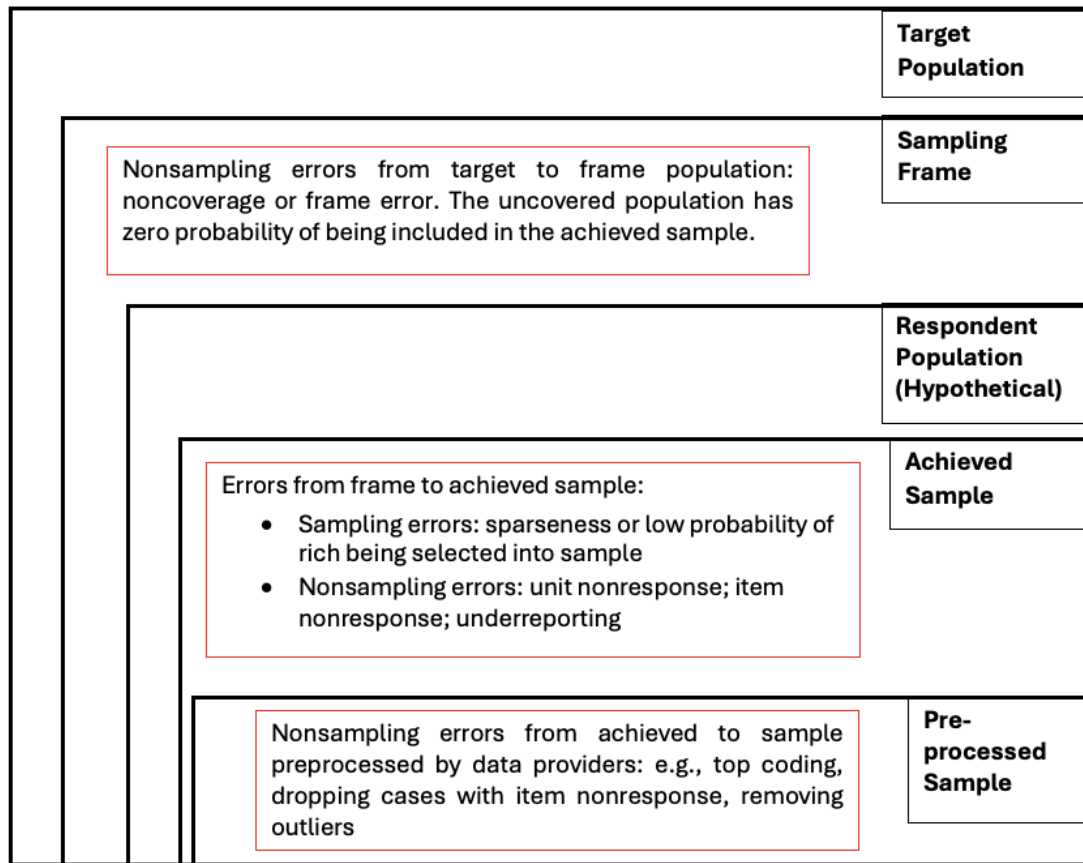 Target
Population
Sampling
Frame
Nonsampling errors from target to frame population:
noncoverage or frame error. The uncovered population has
zero probability of being included in the achieved sample.
Respondent
Population
(Hypothetical)
Achieved
Sample
Errors from frame to achieved sample:
• Sampling errors: sparseness or low probability of
rich being selected into sample
• Nonsampling errors: unit nonresponse; item
nonresponse; underreporting
Pre-
processed
Sample
Nonsampling errors from achieved to sample
preprocessed by data providers: e.g., top coding,
dropping cases with item nonresponse, removing
outliers